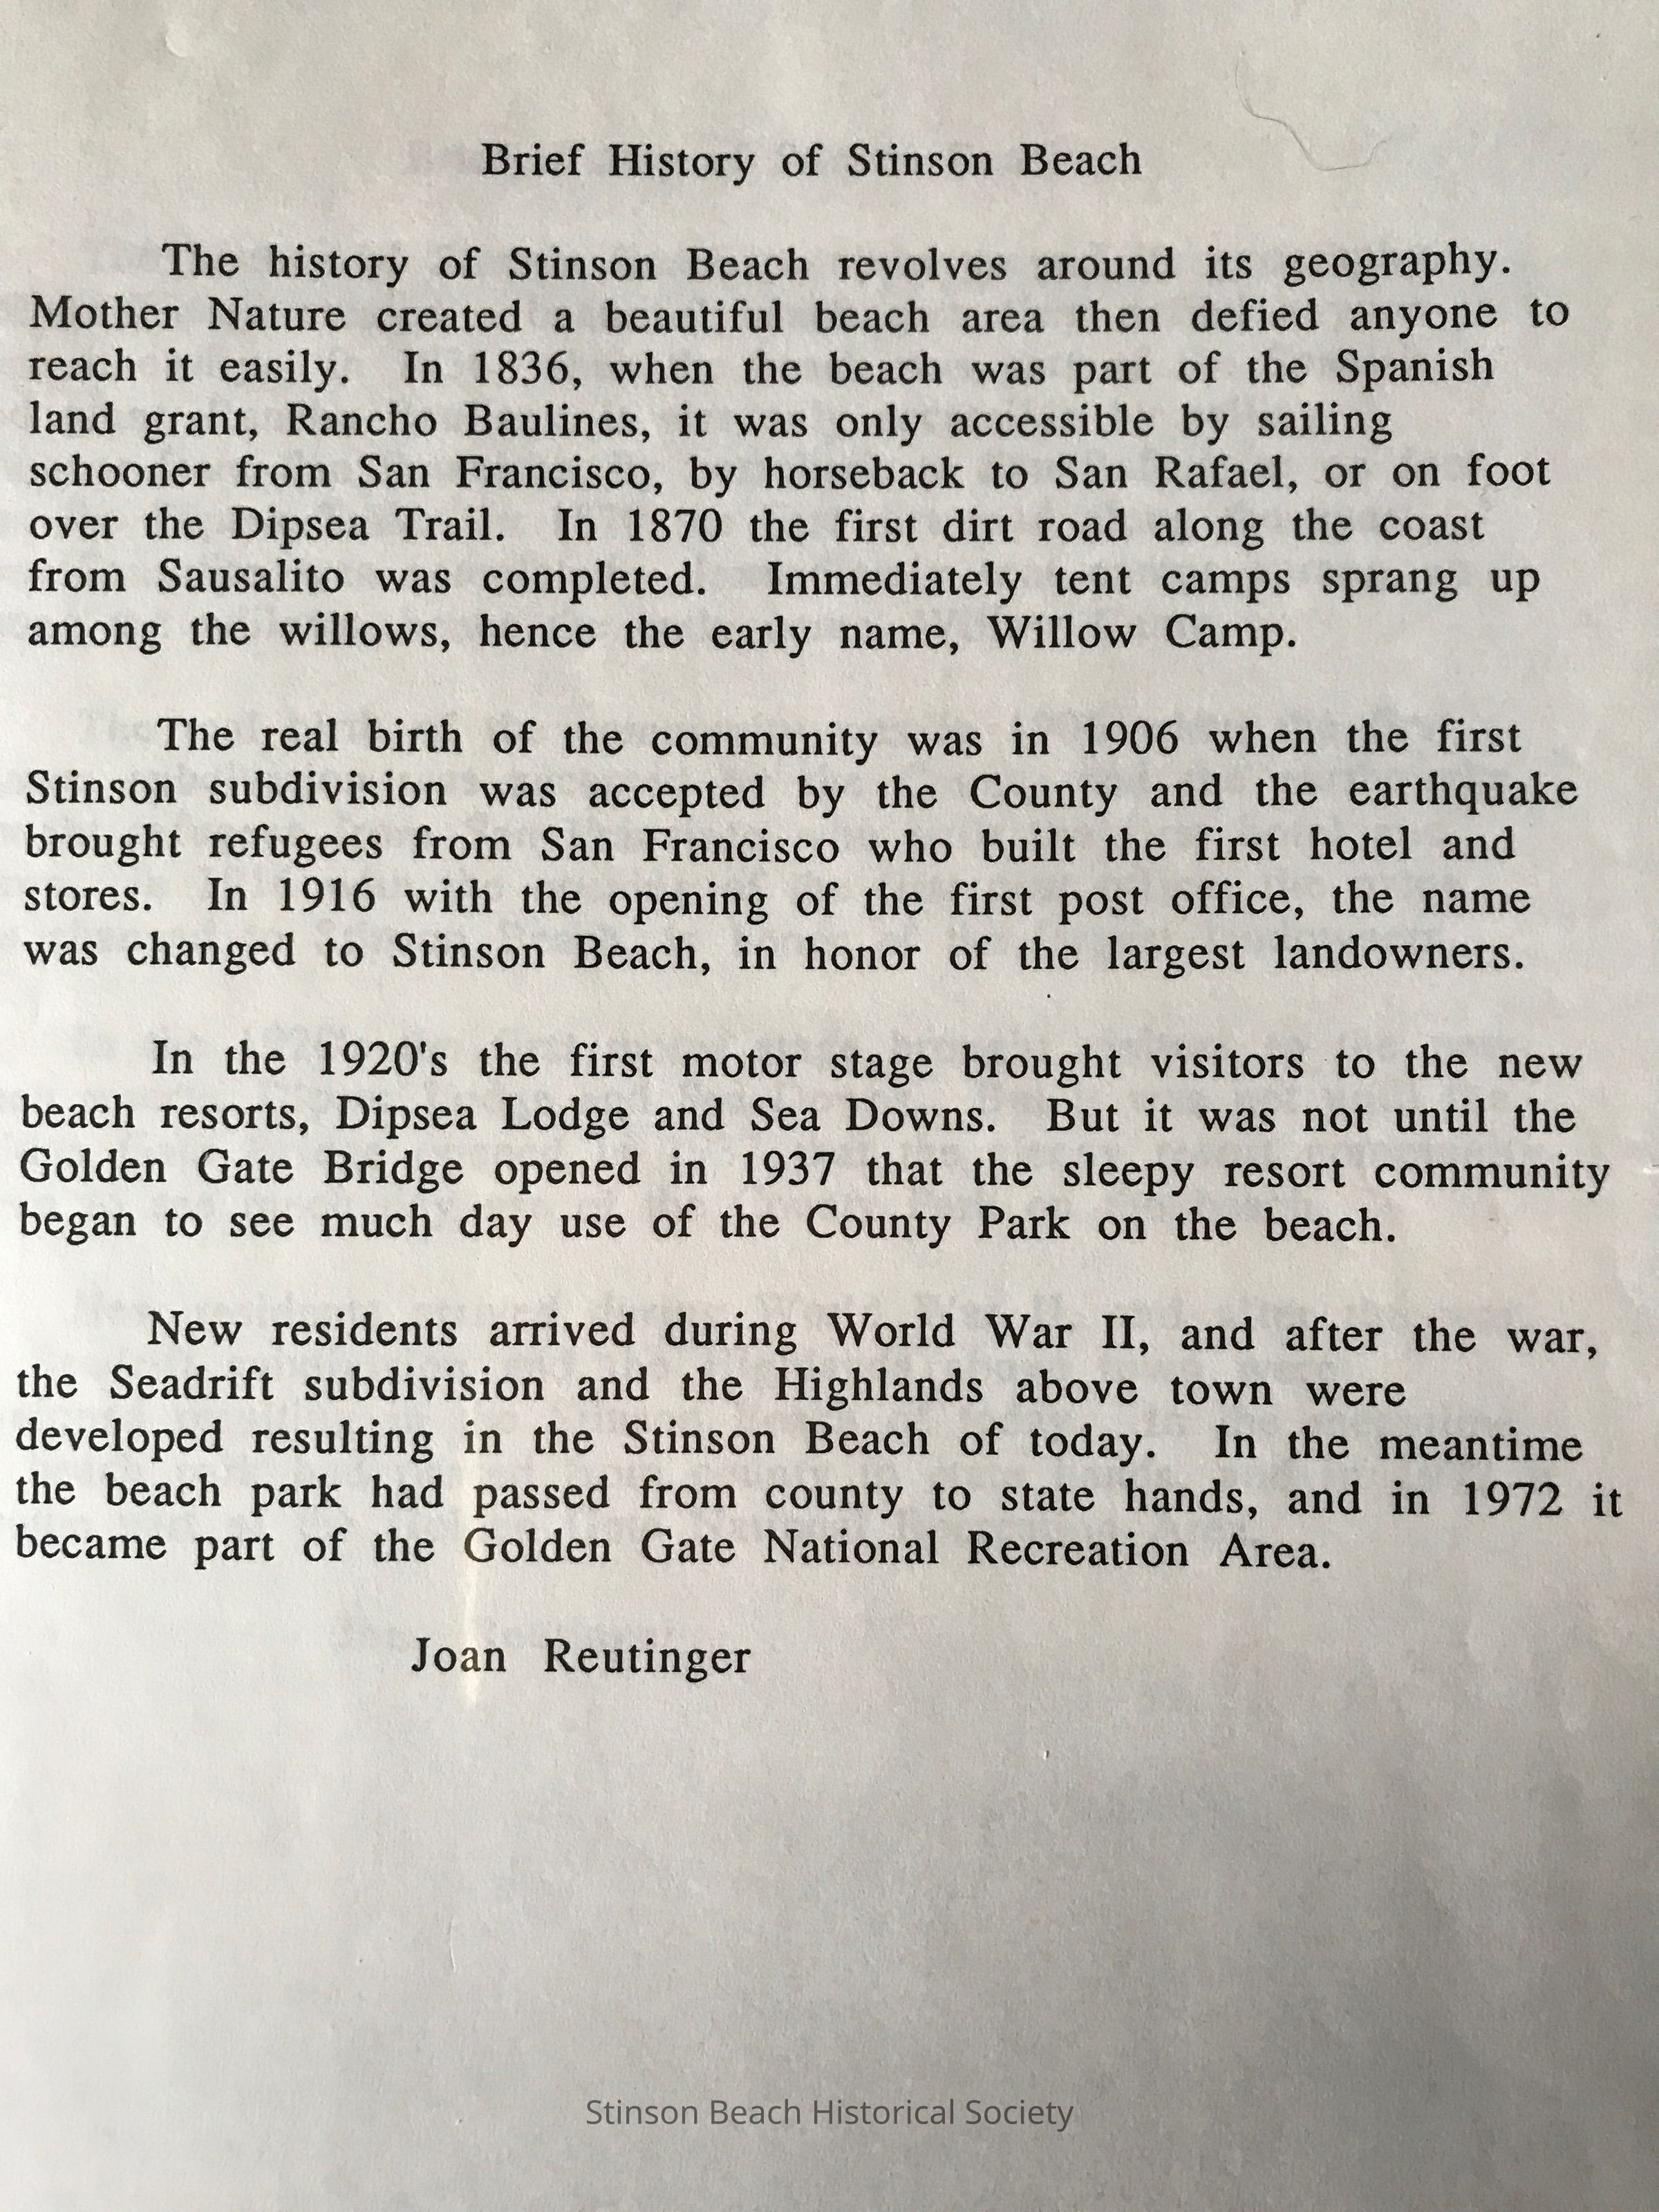 Brief History of Stinson Beach
The history of Stinson Beach revolves around its geography.
Mother Nature created a beautiful beach area then defied anyone to
reach it easily. In 1836, when the beach was part of the Spanish
land grant, Rancho Baulines, it was only accessible by sailing
schooner from San Francisco, by horseback to San Rafael, or on foot
over the Dipsea Trail. In 1870 the first dirt road along the coast
from Sausalito was completed. Immediately tent camps sprang up
among the willows, hence the early name, Willow Camp.
The real birth of the community was in 1906 when the first
Stinson subdivision was accepted by the County and the earthquake
brought refugees from San Francisco who built the first hotel and
stores. In 1916 with the opening of the first post office, the name
was changed to Stinson Beach, in honor of the largest landowners.
In the 1920's the first motor stage brought visitors to the new
beach resorts, Dipsea Lodge and Sea Downs. But it was not until the
Golden Gate Bridge opened in 1937 that the sleepy resort community
began to see much day use of the County Park on the beach.
New residents arrived during World War II, and after the war,
the Seadrift subdivision and the Highlands above town were
developed resulting in the Stinson Beach of today. In the meantime
the beach park had passed from county to state hands, and in 1972 it
became part of the Golden Gate National Recreation Area.
Joan Reutinger
Stinson Beach Historical Society